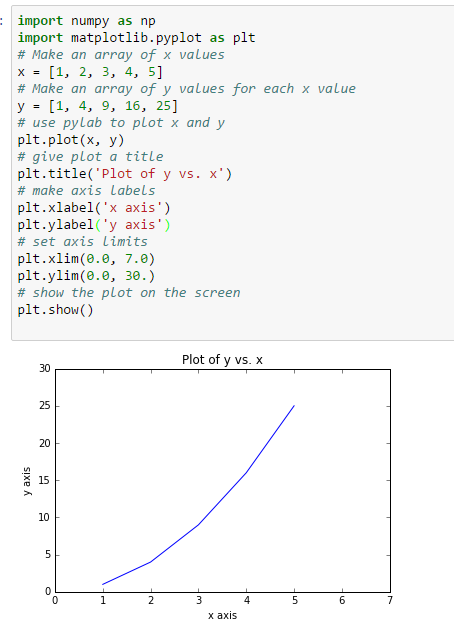 :
import numpy as np
import matplotlib.pyplot as plt
# Make an array of x values
x = [1, 2, 3, 4, 5]
# Make an array of y values for each x value
y = [1, 4, 9, 16, 25]
# use pylab to plot x and y
plt.plot(x, y)
# give plot a title
plt.title('Plot of y vs. x')
# make axis labels
plt.xlabel('x axis')
plt.ylabel('y axis')
# set axis limits
plt.xlim(0.0, 7.0)
plt.ylim(0.0, 30.)
# show the plot on the screen
plt.show()
Plot of y vs. x
30
25
20
15
10
5
0
y axis
0 1 2 3 4 5 6 7
x axis